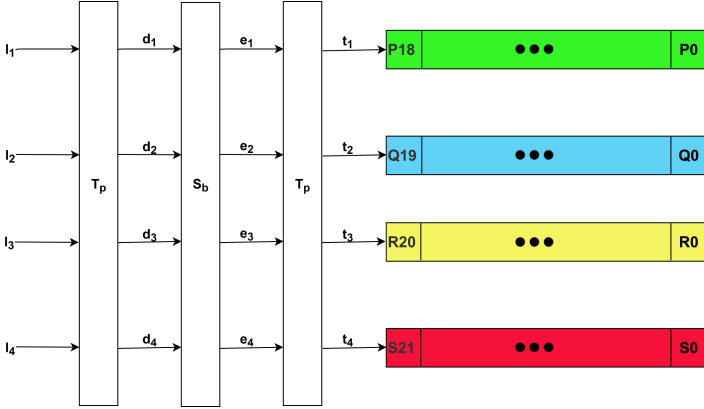 I₁ d₁ e₁ t₁ P18 ●●● P0
I₂ d₂ e₂ t₂ Q19 ●●● Q0
Tₚ S_b Tₚ
I₃ d₃ e₃ t₃ R20 ●●● R0
I₄ d₄ e₄ t₄ S21 ●●● S0